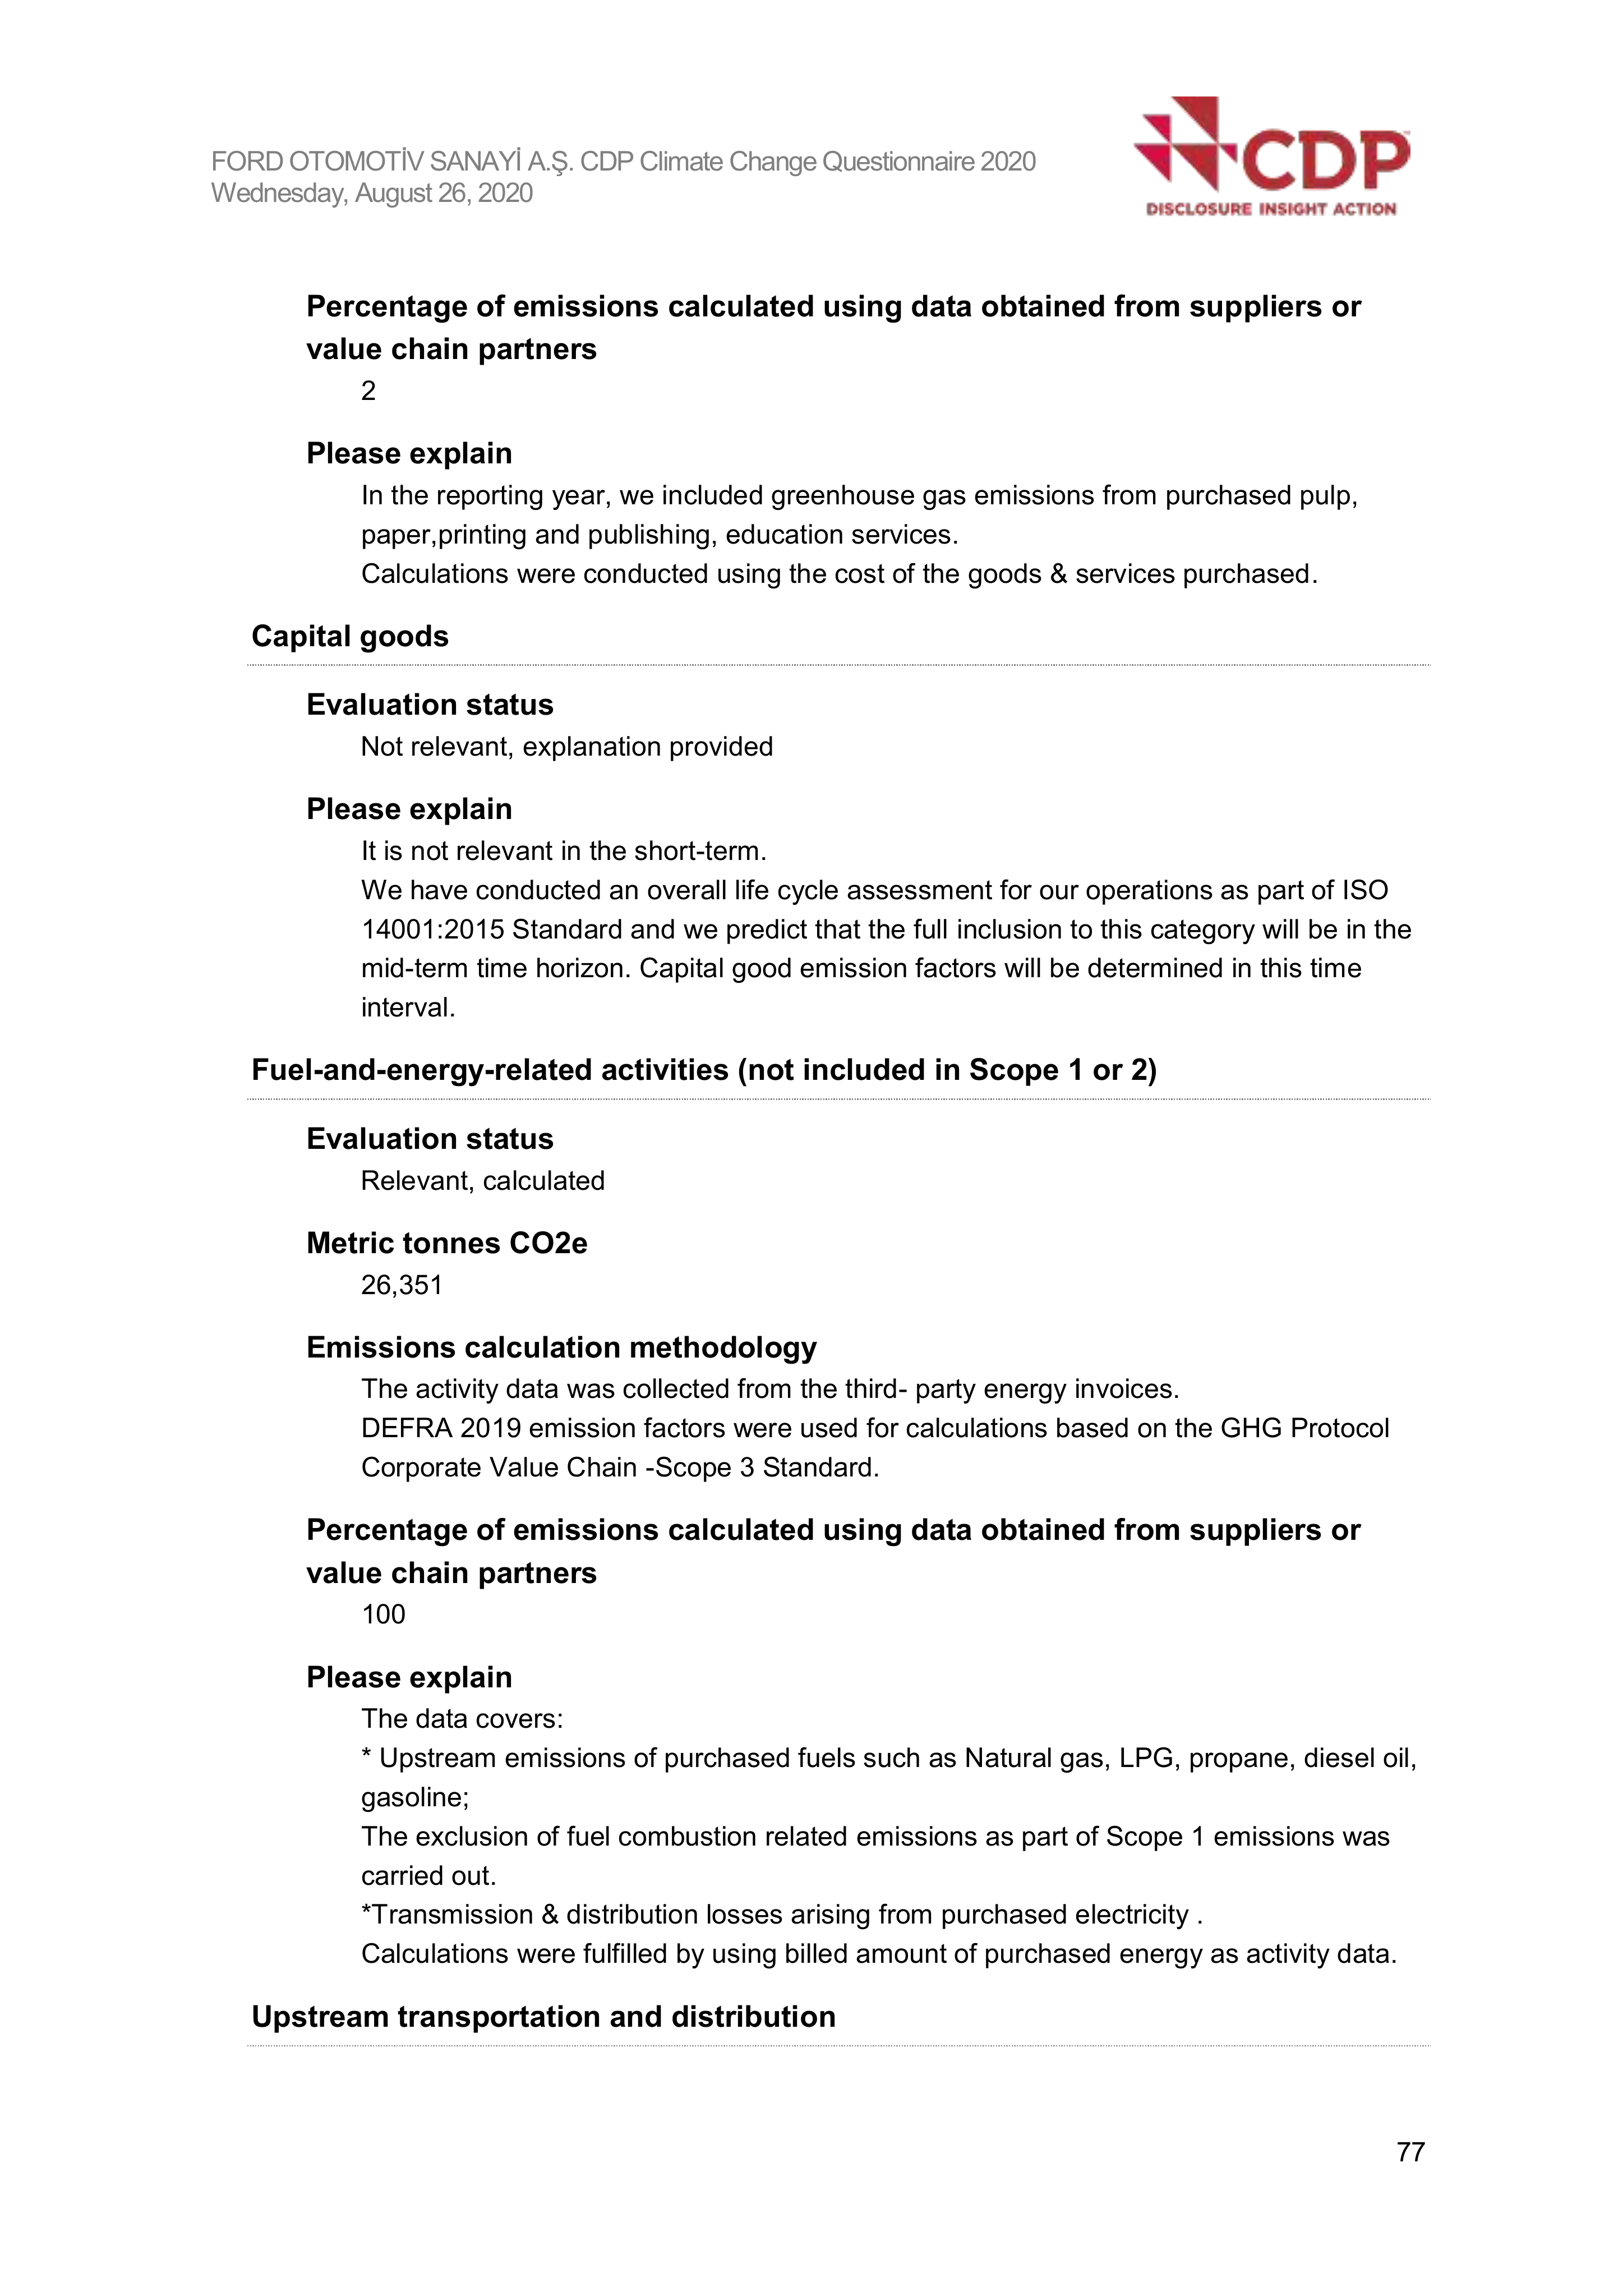 FORD OTOMOTİV SANAYİ A.Ş. CDP Climate Change Questionnaire 2020
Wednesday, August 26, 2020
CDP
DISCLOSURE INSIGHT ACTION
Percentage of emissions calculated using data obtained from suppliers or
value chain partners
2
Please explain
In the reporting year, we included greenhouse gas emissions from purchased pulp,
paper,printing and publishing, education services.
Calculations were conducted using the cost of the goods & services purchased.
Capital goods
Evaluation status
Not relevant, explanation provided
Please explain
It is not relevant in the short-term.
We have conducted an overall life cycle assessment for our operations as part of ISO
14001:2015 Standard and we predict that the full inclusion to this category will be in the
mid-term time horizon. Capital good emission factors will be determined in this time
interval.
Fuel-and-energy-related activities (not included in Scope 1 or 2)
Evaluation status
Relevant, calculated
Metric tonnes CO2e
26,351
Emissions calculation methodology
The activity data was collected from the third- party energy invoices.
DEFRA 2019 emission factors were used for calculations based on the GHG Protocol
Corporate Value Chain -Scope 3 Standard.
Percentage of emissions calculated using data obtained from suppliers or
value chain partners
100
Please explain
The data covers:
* Upstream emissions of purchased fuels such as Natural gas, LPG, propane, diesel oil,
gasoline;
The exclusion of fuel combustion related emissions as part of Scope 1 emissions was
carried out.
*Transmission & distribution losses arising from purchased electricity .
Calculations were fulfilled by using billed amount of purchased energy as activity data.
Upstream transportation and distribution
77